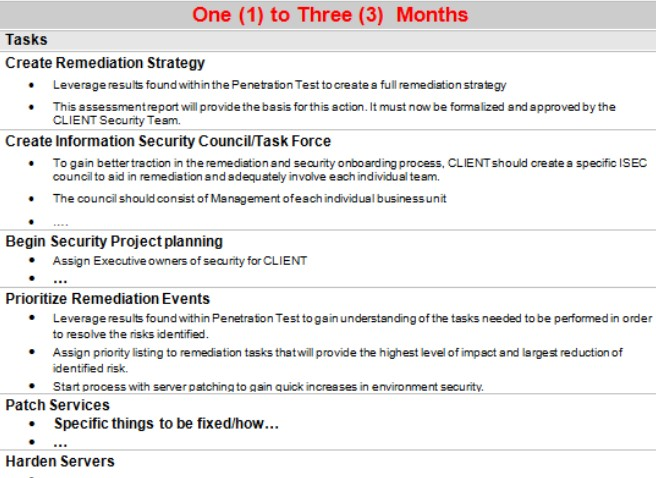 One (1) to Three (3) Months
Tasks
Create Remediation Strategy
• Leverage results found within the Penetration Test to create a full remediation strategy
• This assessment report will provide the basis for this action. It must now be formalized and approved by the
CLIENT Security Team.
Create Information Security Council/Task Force
• To gain better traction in the remediation and security onboarding process, CLIENT should create a specific ISEC
council to aid in remediation and adequately involve each individual team.
• The council should consist of Management of each individual business unit
• ....
Begin Security Project planning
• Assign Executive owners of security for CLIENT
• ...
Prioritize Remediation Events
• Leverage results found within Penetration Test to gain understanding of the tasks needed to be performed in order
to resolve the risks identified.
• Assign priority listing to remediation tasks that will provide the highest level of impact and largest reduction of
identified risk.
• Start process with server patching to gain quick increases in environment security.
Patch Services
• Specific things to be fixed/how...
• ...
Harden Servers